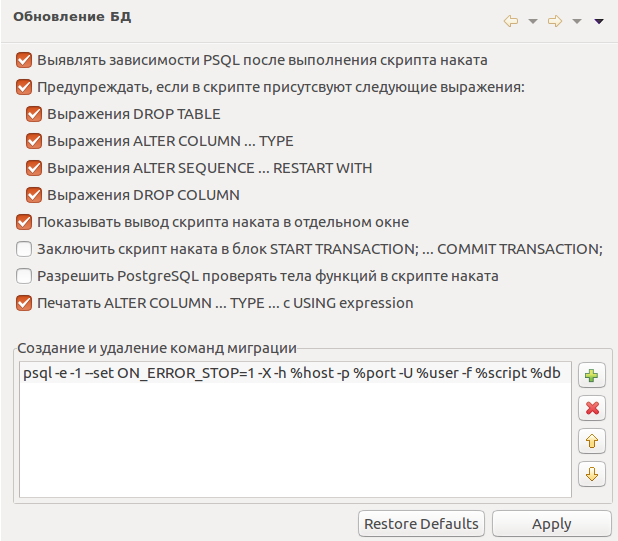 Обновление БД
Выявлять зависимости PSQL после выполнения скрипта наката
Предупреждать, если в скрипте присутсвуют следующие выражения:
Выражения DROP TABLE
Выражения ALTER COLUMN ... TYPE
Выражения ALTER SEQUENCE ... RESTART WITH
Выражения DROP COLUMN
Показывать вывод скрипта наката в отдельном окне
Заключить скрипт наката в блок START TRANSACTION; ... COMMIT TRANSACTION;
Разрешить PostgreSQL проверять тела функций в скрипте наката
Печатать ALTER COLUMN ... TYPE ... с USING expression
Создание и удаление команд миграции
psql -e -1 --set ON_ERROR_STOP=1 -X -h %host -p %port -U %user -f %script %db
Restore Defaults Apply